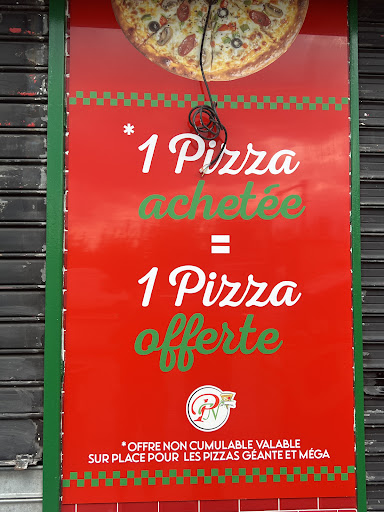 *1 Pizza
achetée
=
1 Pizza
offerte
*OFFRE NON CUMULABLE VALABLE
SUR PLACE POUR LES PIZZAS GÉANTE ET MÉGA